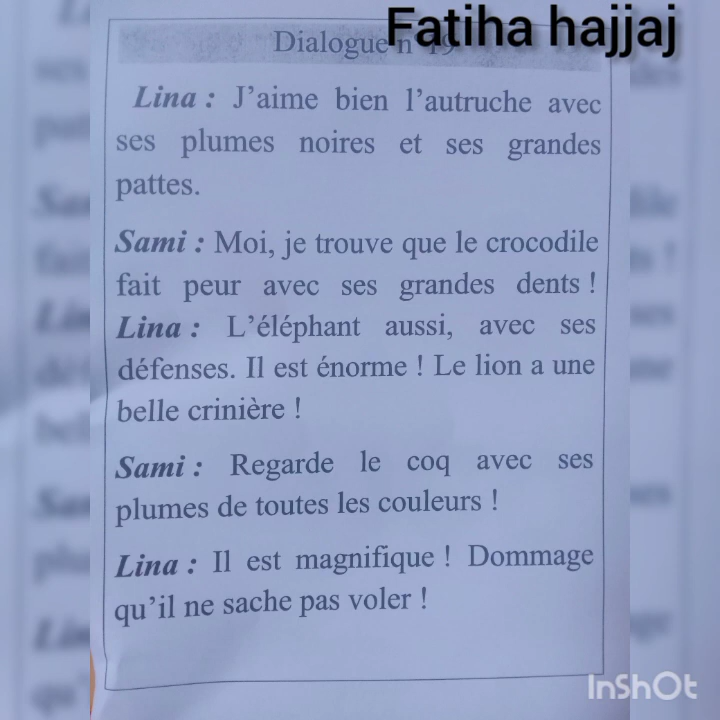 Fatiha hajjaj
Dialogue n°19
Lina : J'aime bien l'autruche avec
ses plumes noires et ses grandes
pattes.
Sami : Moi, je trouve que le crocodile
fait peur avec ses grandes dents !
Lina : L'éléphant aussi, avec ses
défenses. Il est énorme ! Le lion a une
belle crinière !
Sami : Regarde le coq avec ses
plumes de toutes les couleurs !
Lina : Il est magnifique ! Dommage
qu'il ne sache pas voler !
InShOt